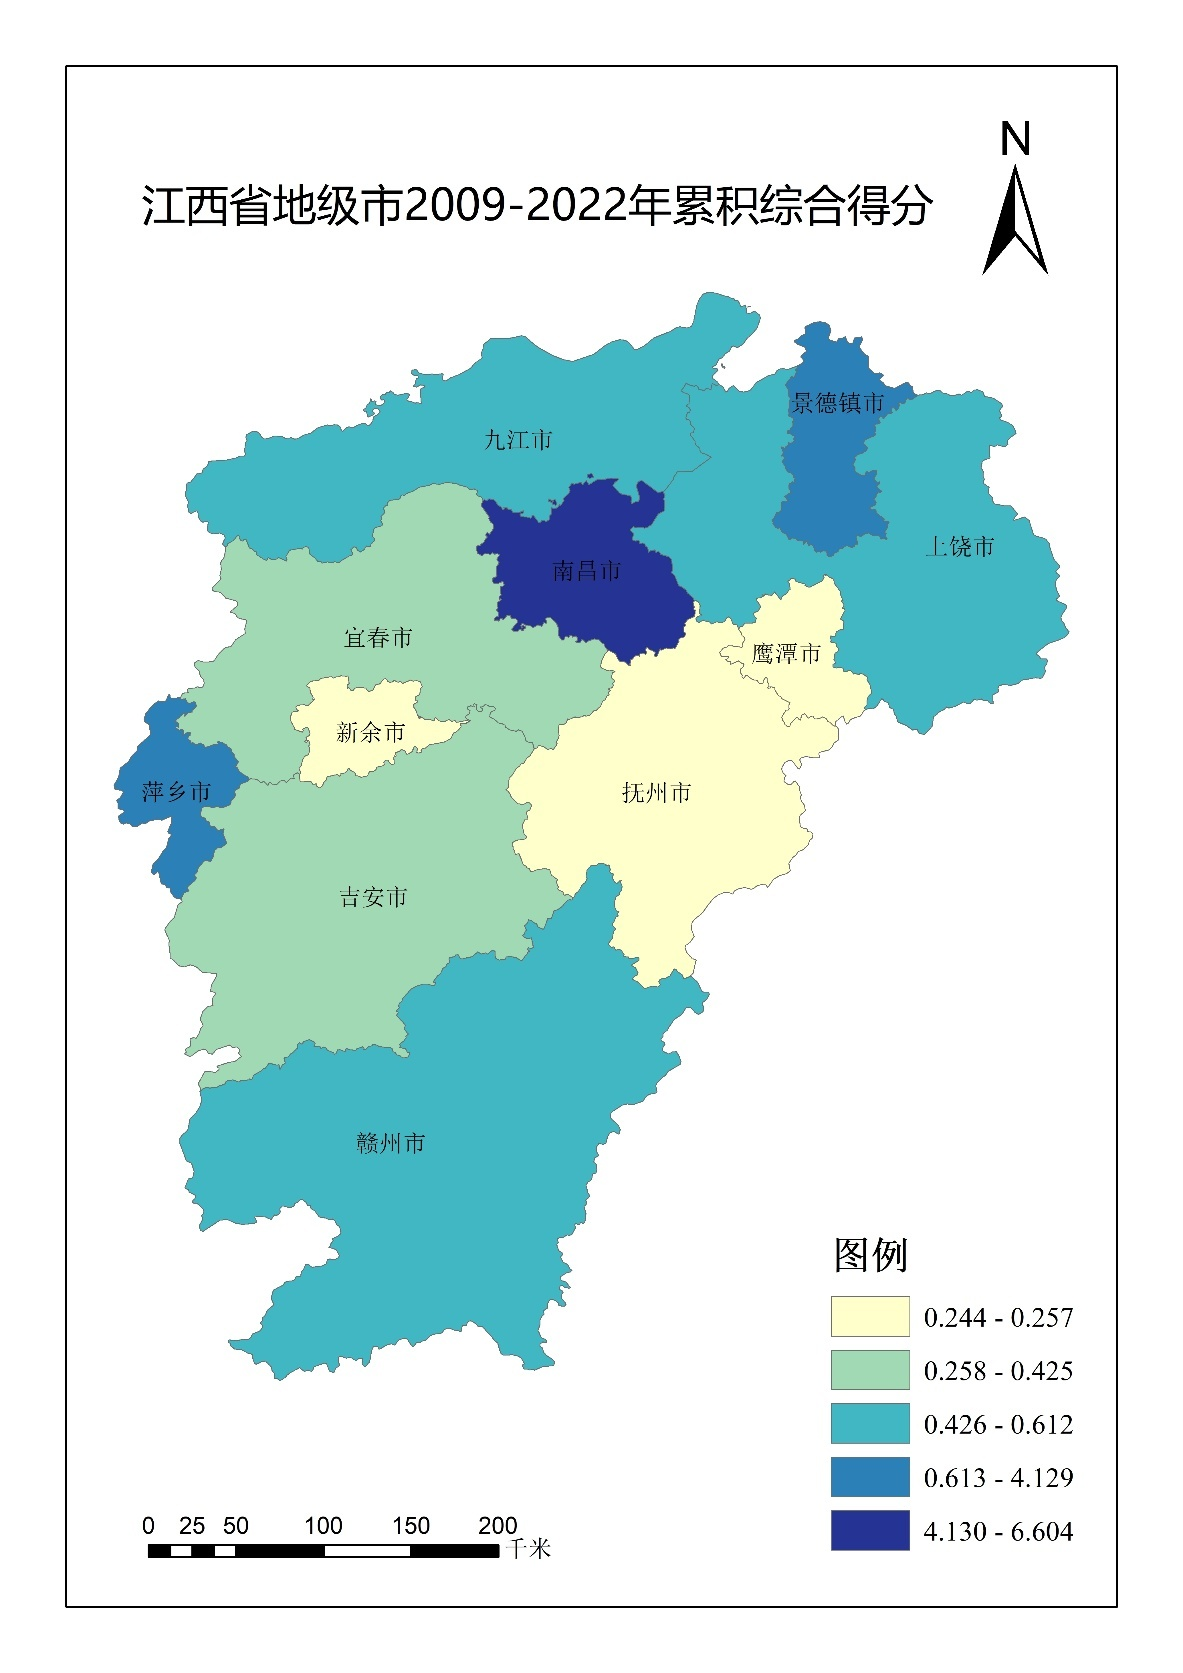 N
江西省地级市2009-2022年累积综合得分
景德镇市
九江市
上饶市
南昌市
宜春市
鹰潭市
新余市
萍乡市
抚州市
吉安市
赣州市
图例
0.244 - 0.257
0.258 - 0.425
0.426 - 0.612
0.613 - 4.129
4.130 - 6.604
0 25 50 100 150 200
千米